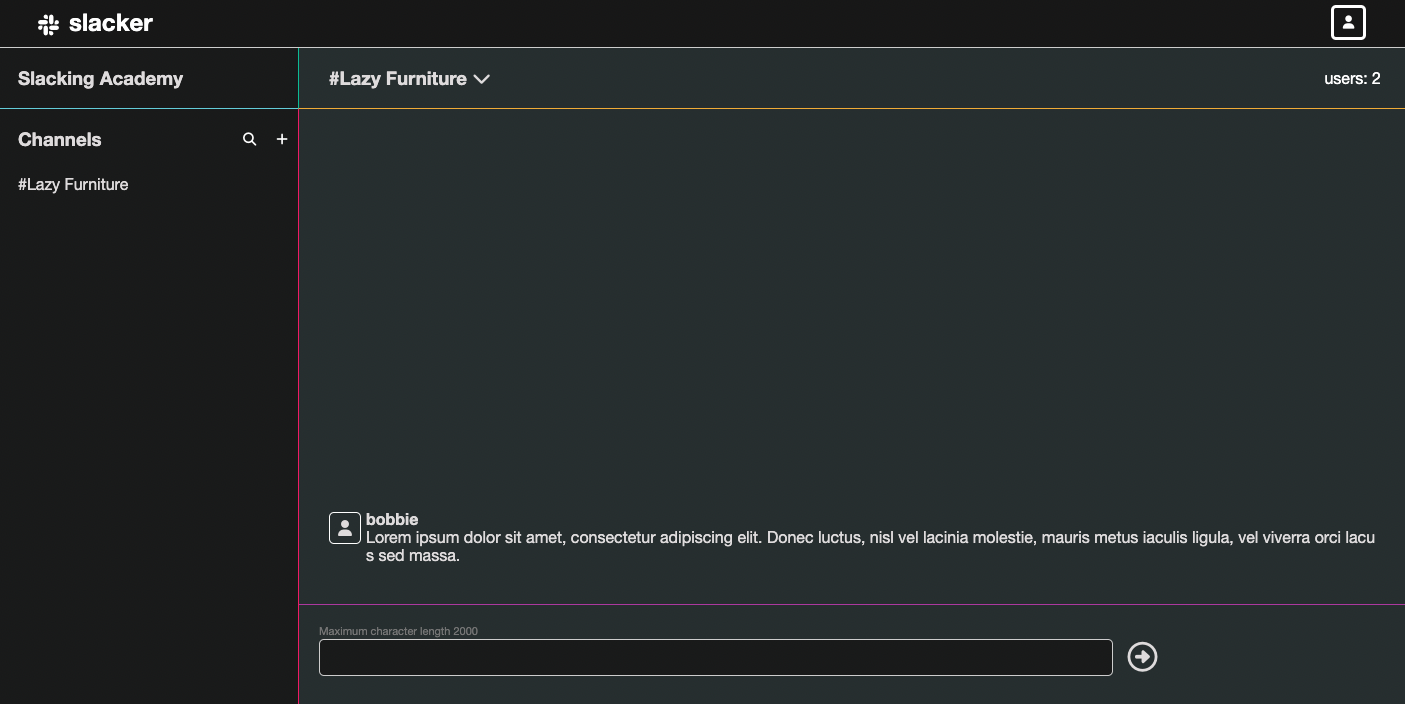 slacker
Slacking Academy
#Lazy Furniture
users: 2
Channels
#Lazy Furniture
bobbie
Lorem ipsum dolor sit amet, consectetur adipiscing elit. Donec luctus, nisl vel lacinia molestie, mauris metus iaculis ligula, vel viverra orci lacu
s sed massa.
Maximum character length 2000